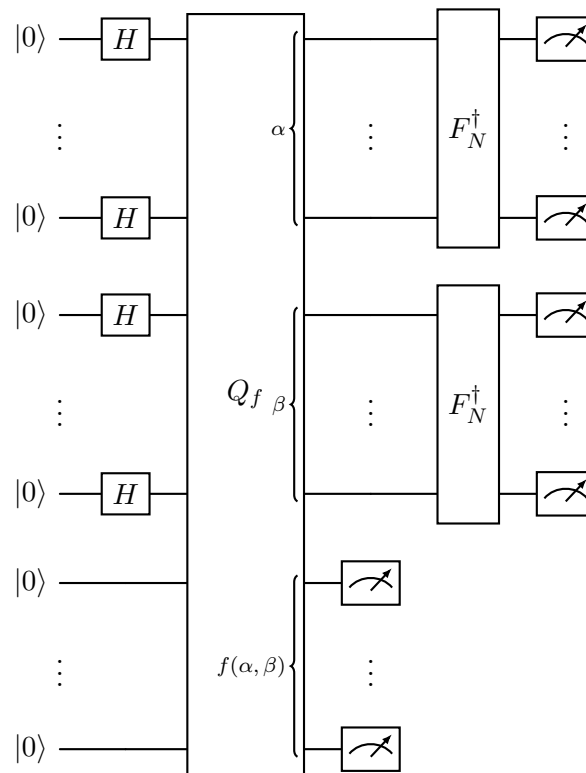 |0⟩ H
⋮ α ⋮ F_N^† ⋮
|0⟩ H
|0⟩ H
⋮ Q_f β ⋮ F_N^† ⋮
|0⟩ H
|0⟩
⋮ f(α, β) ⋮
|0⟩